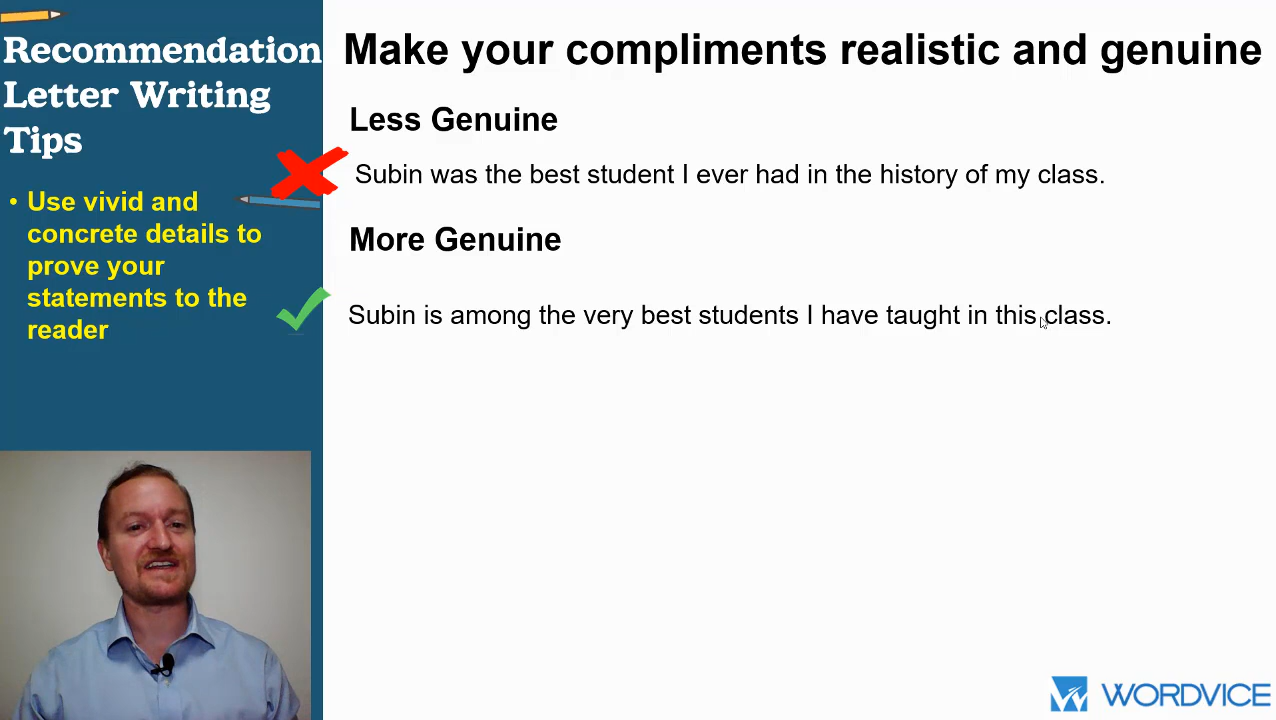 Recommendation
Letter Writing
Tips
• Use vivid and
concrete details to
prove your
statements to the
reader
Make your compliments realistic and genuine
Less Genuine
Subin was the best student I ever had in the history of my class.
More Genuine
Subin is among the very best students I have taught in this class.
WORDVICE